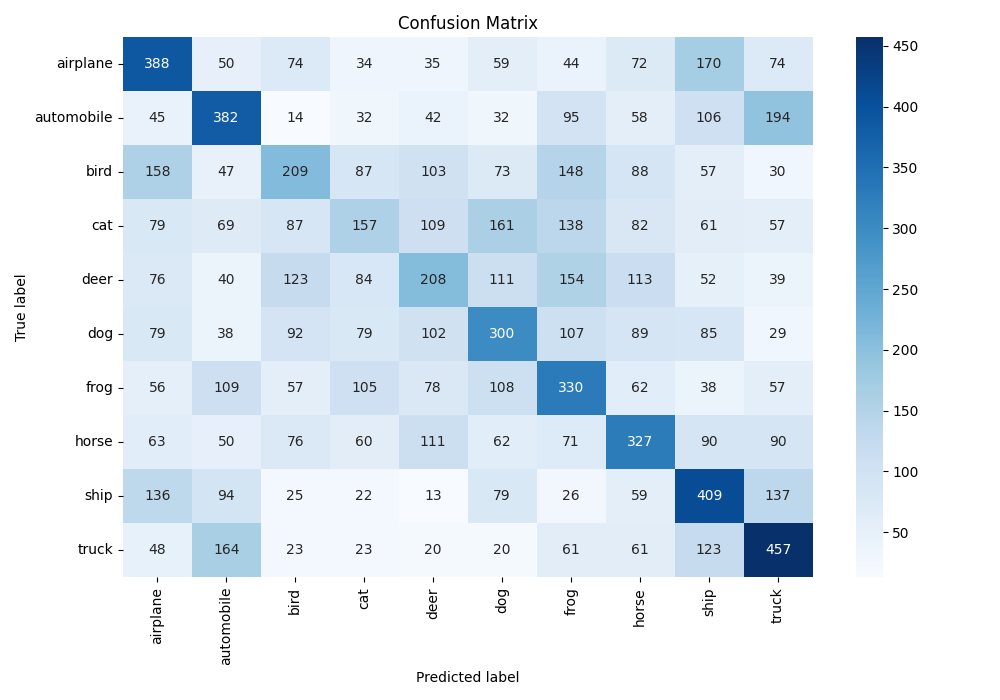 Confusion Matrix
airplane 388 50 74 34 35 59 44 72 170 74
automobile 45 382 14 32 42 32 95 58 106 194
bird 158 47 209 87 103 73 148 88 57 30
cat 79 69 87 157 109 161 138 82 61 57
deer 76 40 123 84 208 111 154 113 52 39
dog 79 38 92 79 102 300 107 89 85 29
frog 56 109 57 105 78 108 330 62 38 57
horse 63 50 76 60 111 62 71 327 90 90
ship 136 94 25 22 13 79 26 59 409 137
truck 48 164 23 23 20 20 61 61 123 457
airplane automobile bird cat deer dog frog horse ship truck
Predicted label
True label
450
400
350
300
250
200
150
100
50